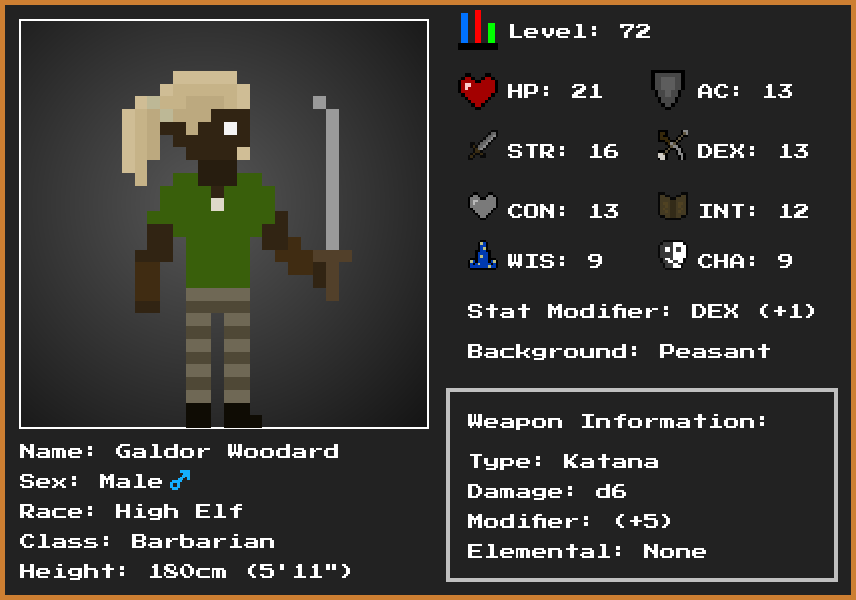 Level: 72
HP: 21 AC: 13
STR: 16 DEX: 13
CON: 13 INT: 12
WIS: 9 CHA: 9
Stat Modifier: DEX (+1)
Background: Peasant
Weapon Information:
Type: Katana
Damage: d6
Modifier: (+5)
Elemental: None
Name: Galdor Woodard
Sex: Male♂
Race: High Elf
Class: Barbarian
Height: 180cm (5'11")